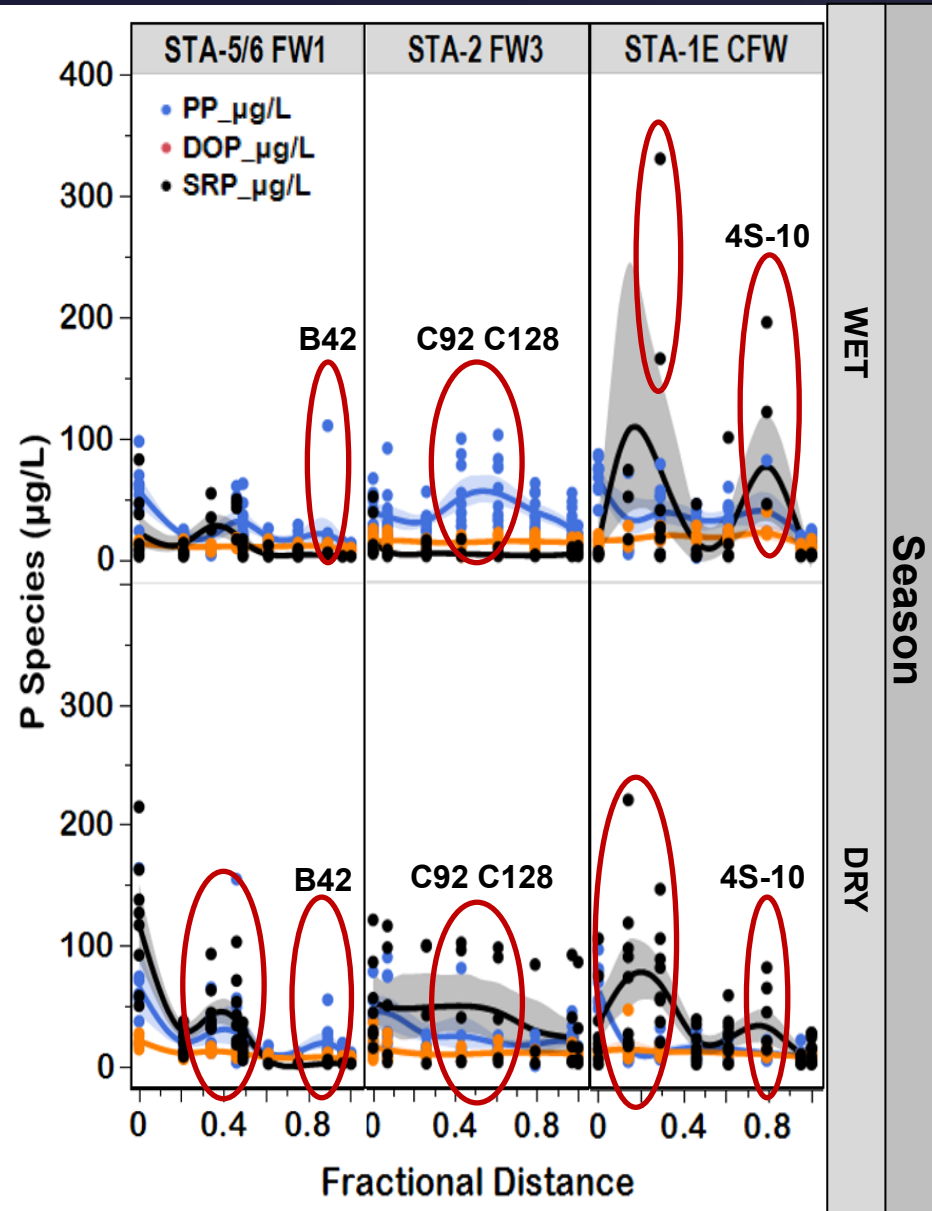 STA-5/6 FW1
STA-2 FW3
STA-1E CFW
400
300
200
100
0
PP_µg/L
DOP_µg/L
SRP_µg/L
B42
C92 C128
4S-10
WET
300
200
100
0
B42
C92 C128
4S-10
DRY
Season
P Species (µg/L)
0 0.4 0.8 0 0.4 0.8 0 0.4 0.8
Fractional Distance